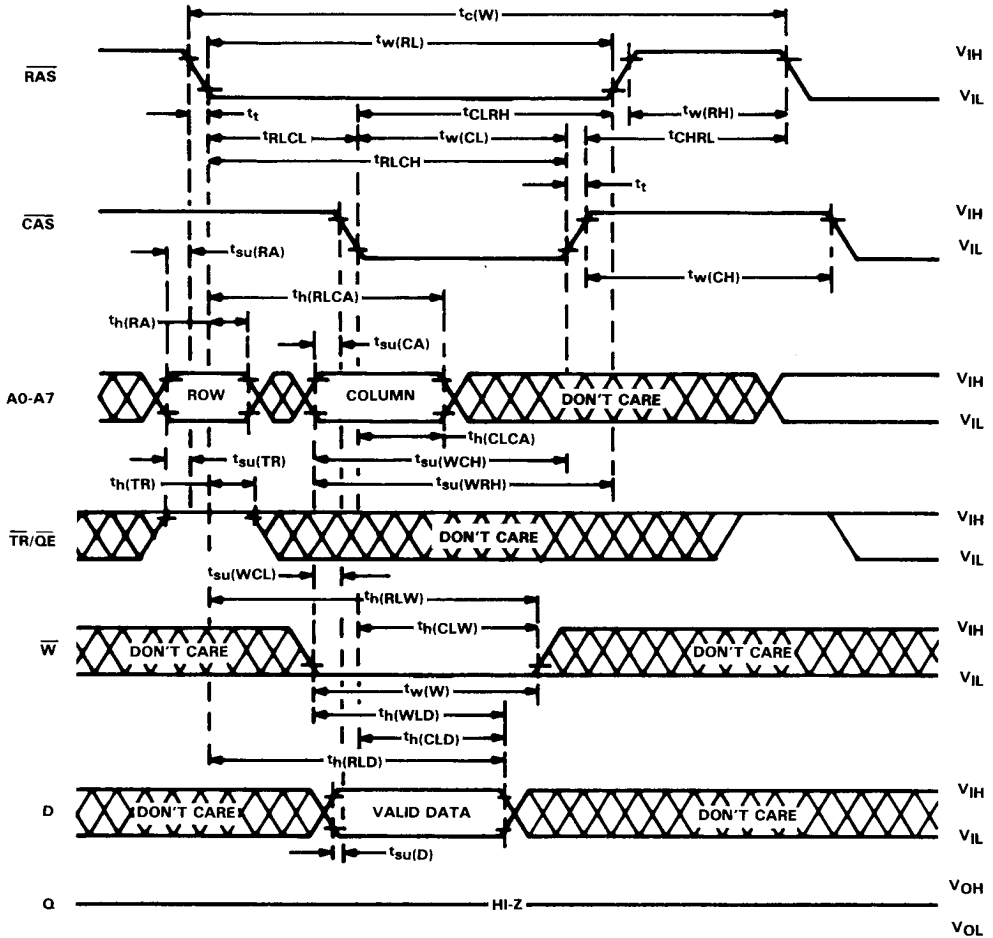 tc(W)
tw(RL)
RAS
VIH
VIL
tt
tCLRH
tw(RH)
tRLCL
tw(CL)
tCHRL
tRLCH
tt
CAS
VIH
VIL
tsu(RA)
tw(CH)
th(RLCA)
th(RA)
tsu(CA)
A0-A7
ROW
COLUMN
DON'T CARE
VIH
VIL
th(CLCA)
tsu(TR)
tsu(WCH)
th(TR)
tsu(WRH)
TR/QE
DON'T CARE
VIH
VIL
tsu(WCL)
th(RLW)
th(CLW)
W
DON'T CARE
DON'T CARE
VIH
VIL
tw(W)
th(WLD)
th(CLD)
th(RLD)
D
DON'T CARE
VALID DATA
DON'T CARE
VIH
VIL
tsu(D)
Q
HI-Z
VOH
VOL